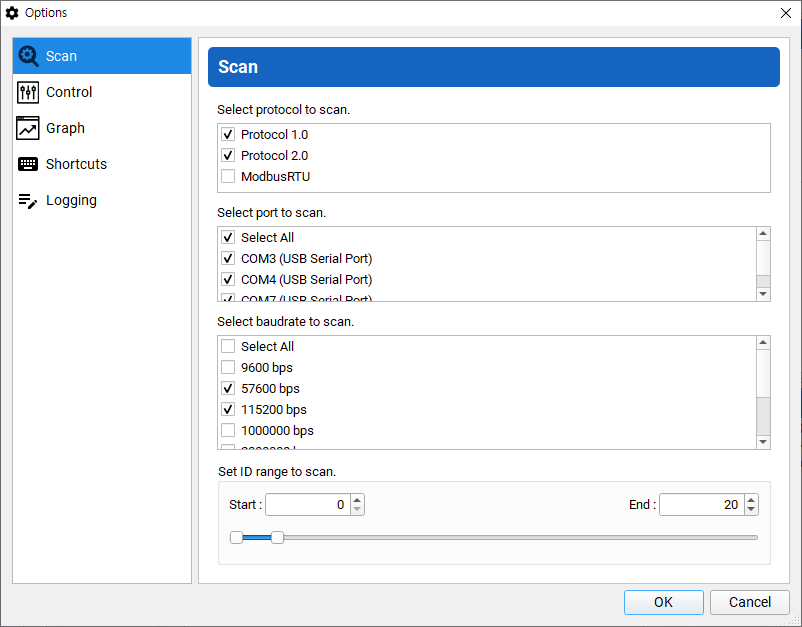 Options
Scan
Control
Graph
Shortcuts
Logging
Scan
Select protocol to scan.
Protocol 1.0
Protocol 2.0
ModbusRTU
Select port to scan.
Select All
COM3 (USB Serial Port)
COM4 (USB Serial Port)
COM7 (USB Serial Port)
Select baudrate to scan.
Select All
9600 bps
57600 bps
115200 bps
1000000 bps
Set ID range to scan.
Start : 0 End : 20
OK Cancel